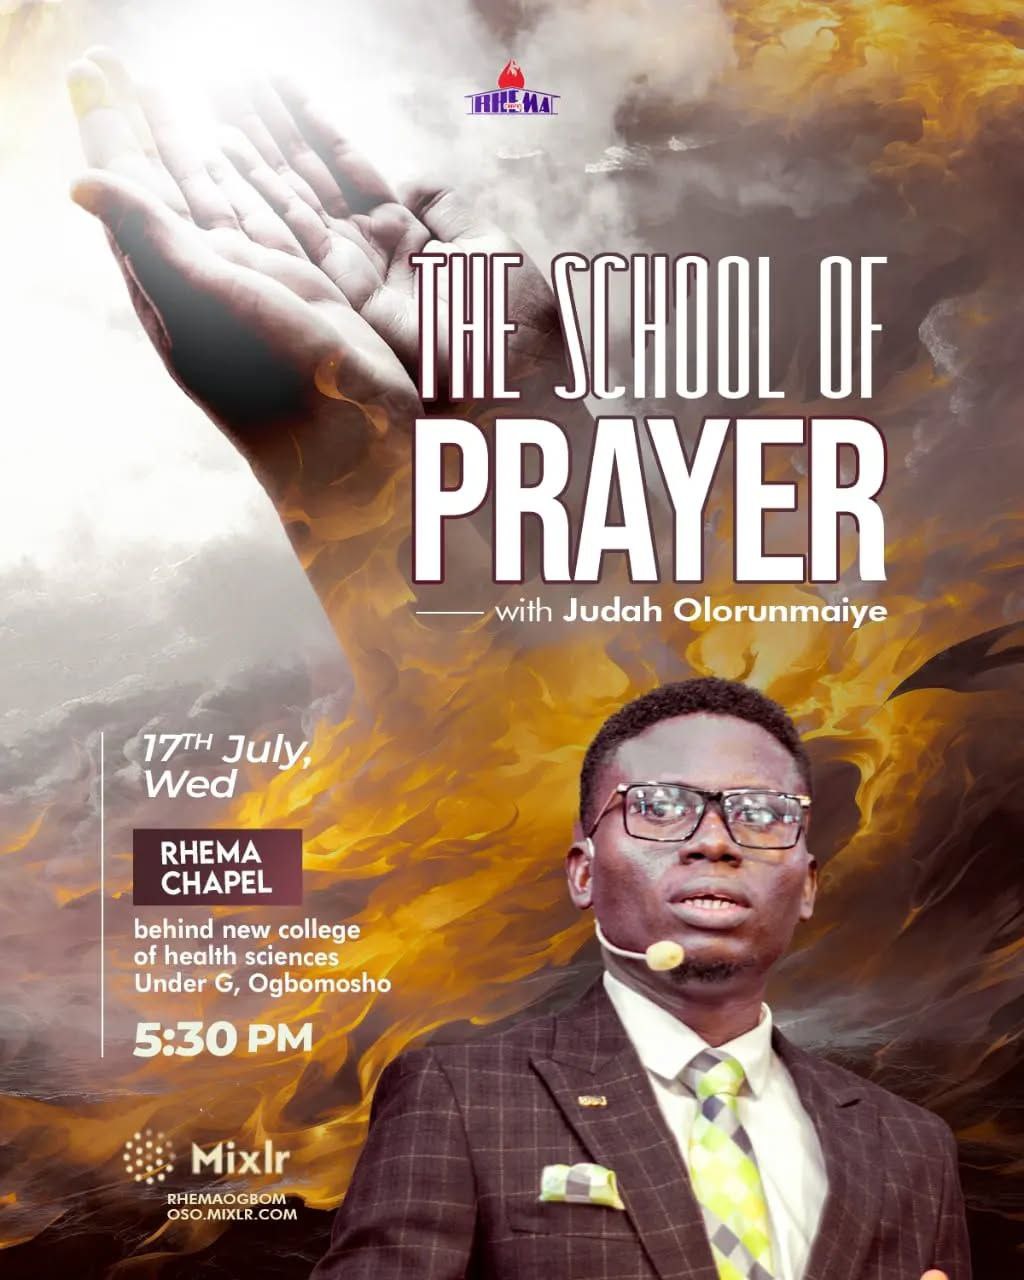 RHEMA
CHAPEL
THE SCHOOL OF
PRAYER
with Judah Olorunmaiye
17TH July,
Wed
RHEMA
CHAPEL
behind new college
of health sciences
Under G, Ogbomosho
5:30 PM
Mixlr
RHEMAOGBOM
OSO.MIXLR.COM